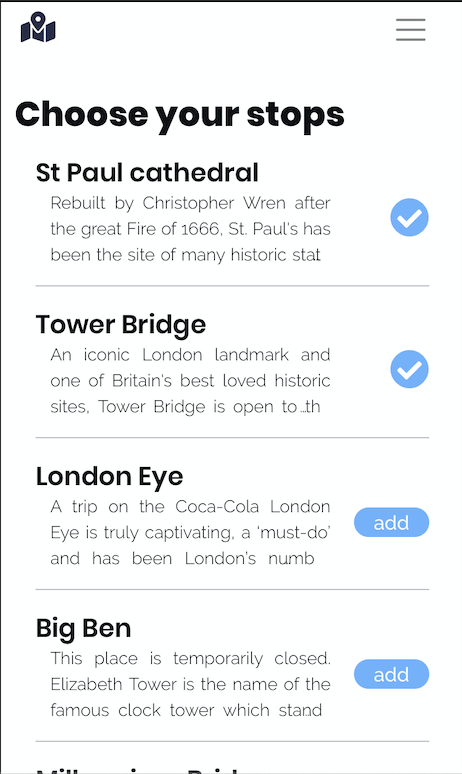 Choose your stops
St Paul cathedral
Rebuilt by Christopher Wren after
the great Fire of 1666, St. Paul's has
been the site of many historic stat
Tower Bridge
An iconic London landmark and
one of Britain's best loved historic
sites, Tower Bridge is open to ...th
London Eye
A trip on the Coca-Cola London
Eye is truly captivating, a ‘must-do’
and has been London’s numb
add
Big Ben
This place is temporarily closed.
Elizabeth Tower is the name of the
famous clock tower which stand
add